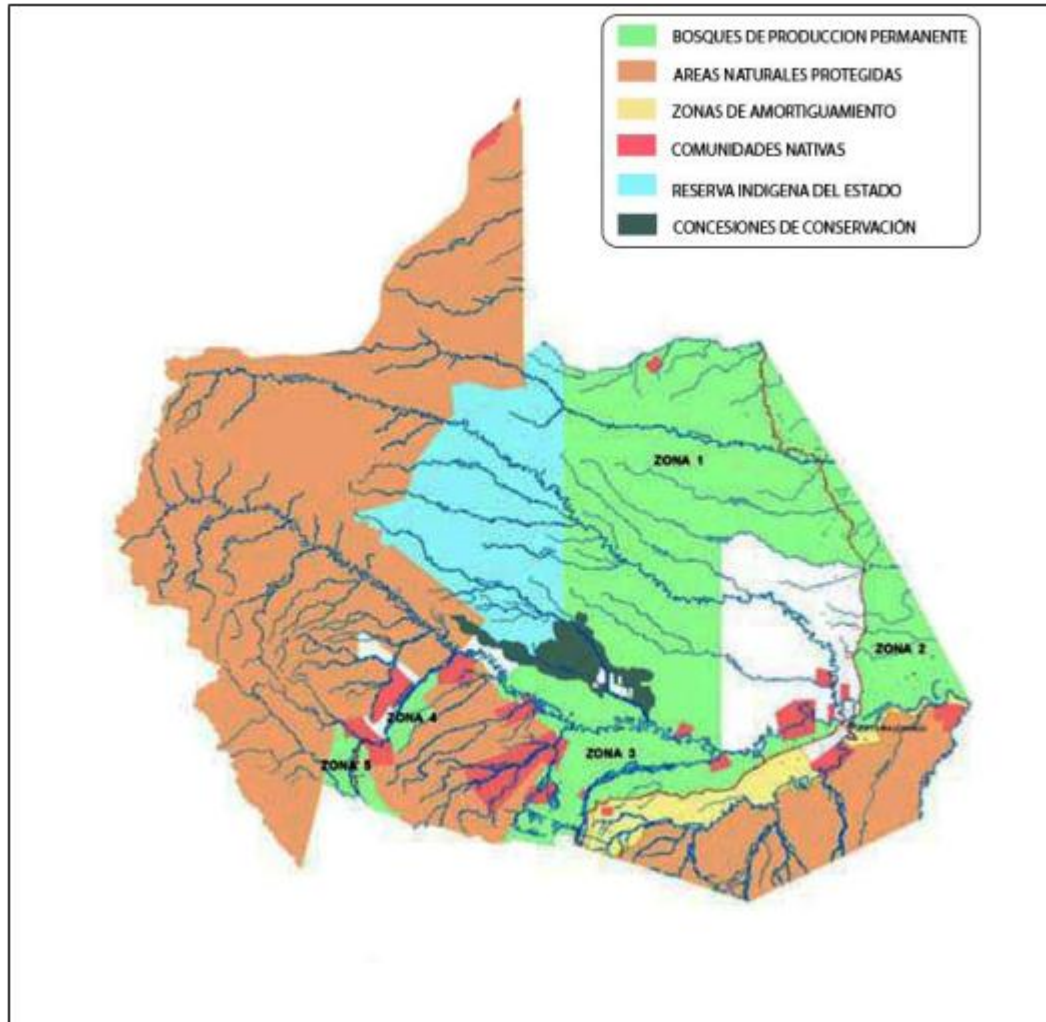 BOSQUES DE PRODUCCION PERMANENTE
AREAS NATURALES PROTEGIDAS
ZONAS DE AMORTIGUAMIENTO
COMUNIDADES NATIVAS
RESERVA INDIGENA DEL ESTADO
CONCESIONES DE CONSERVACIÓN
ZONA 1
ZONA 2
ZONA 3
ZONA 4
ZONA 5